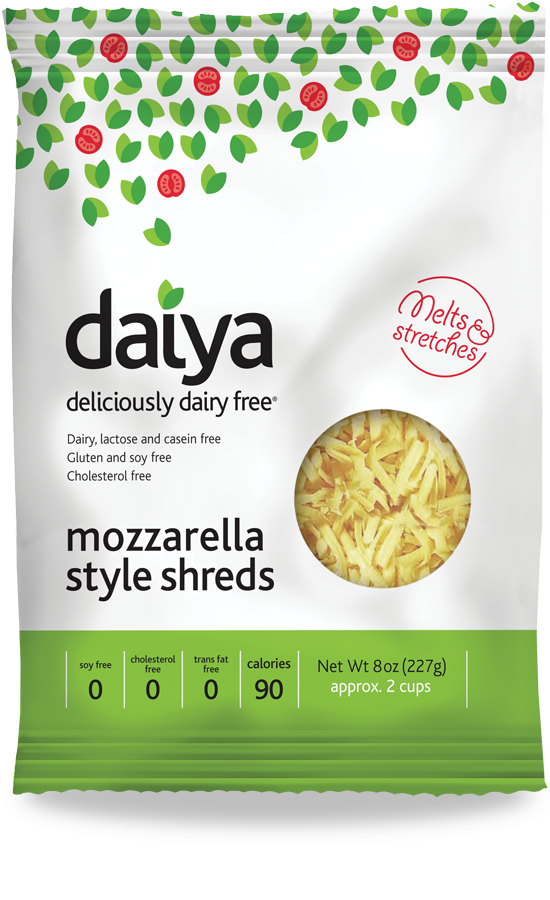 daiya
deliciously dairy free®
Dairy, lactose and casein free
Gluten and soy free
Cholesterol free
Melts &
stretches
mozzarella
style shreds
soy free
0
cholesterol
free
0
trans fat
free
0
calories
90
Net Wt 8oz (227g)
approx. 2 cups